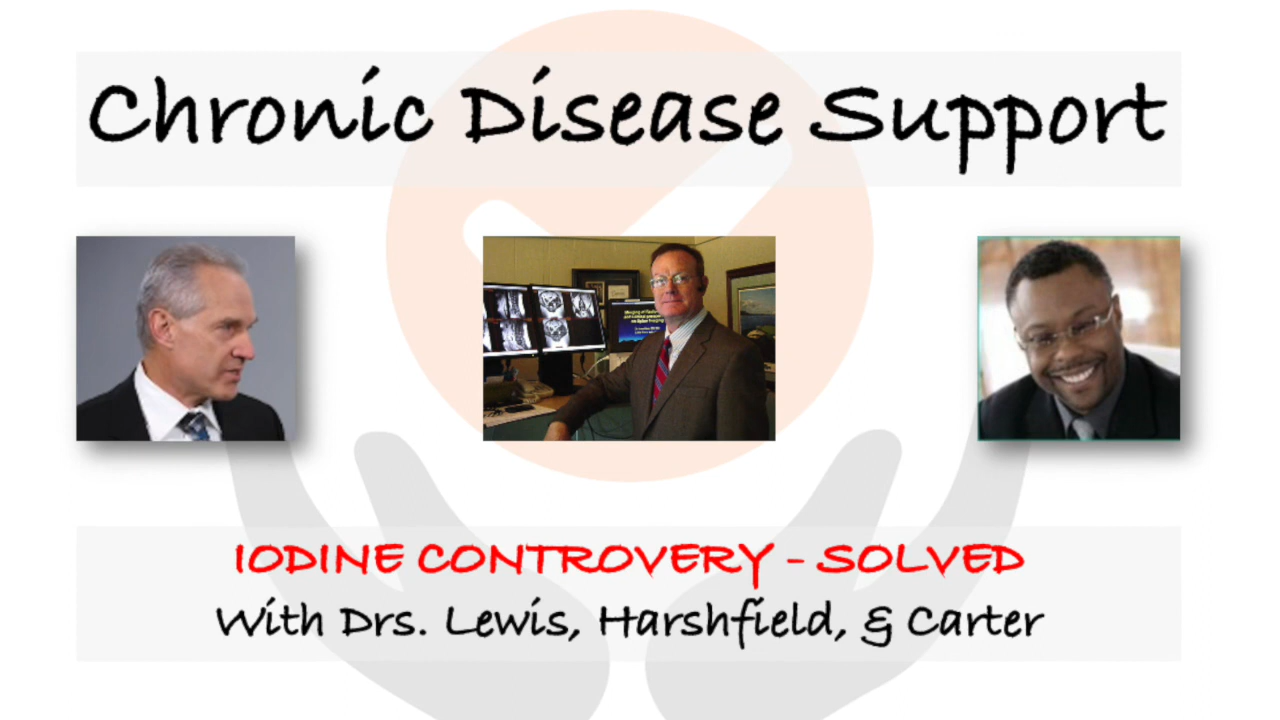 Chronic Disease Support
IODINE CONTROVERY - SOLVED
With Drs. Lewis, Harshfield, & Carter